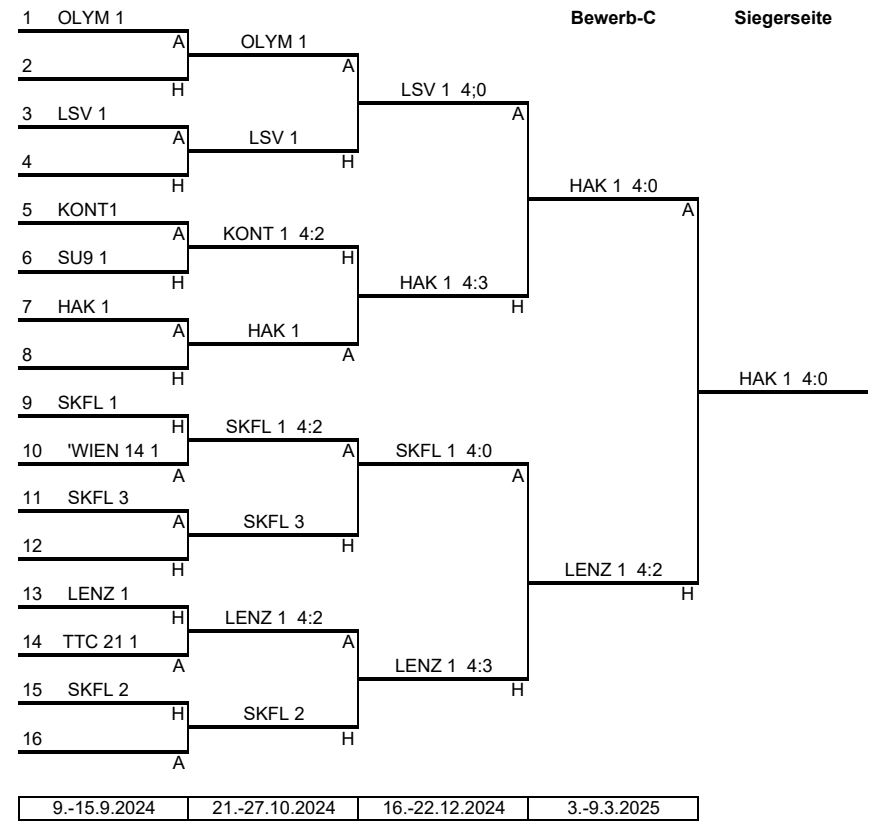 1 OLYM 1 Bewerb-C Siegerseite
A OLYM 1
2 A
H LSV 1 4;0
3 LSV 1 A
A LSV 1
4 H
H HAK 1 4:0
5 KONT1 A
A KONT 1 4:2
6 SU9 1 H
H HAK 1 4:3
7 HAK 1 H
A HAK 1
8 A
H HAK 1 4:0
9 SKFL 1
H SKFL 1 4:2
10 'WIEN 14 1 A SKFL 1 4:0
A A
11 SKFL 3
A SKFL 3
12 H
H LENZ 1 4:2
13 LENZ 1 H
H LENZ 1 4:2
14 TTC 21 1 A
A LENZ 1 4:3
15 SKFL 2 H
H SKFL 2
16 H
A
9.-15.9.2024 21.-27.10.2024 16.-22.12.2024 3.-9.3.2025